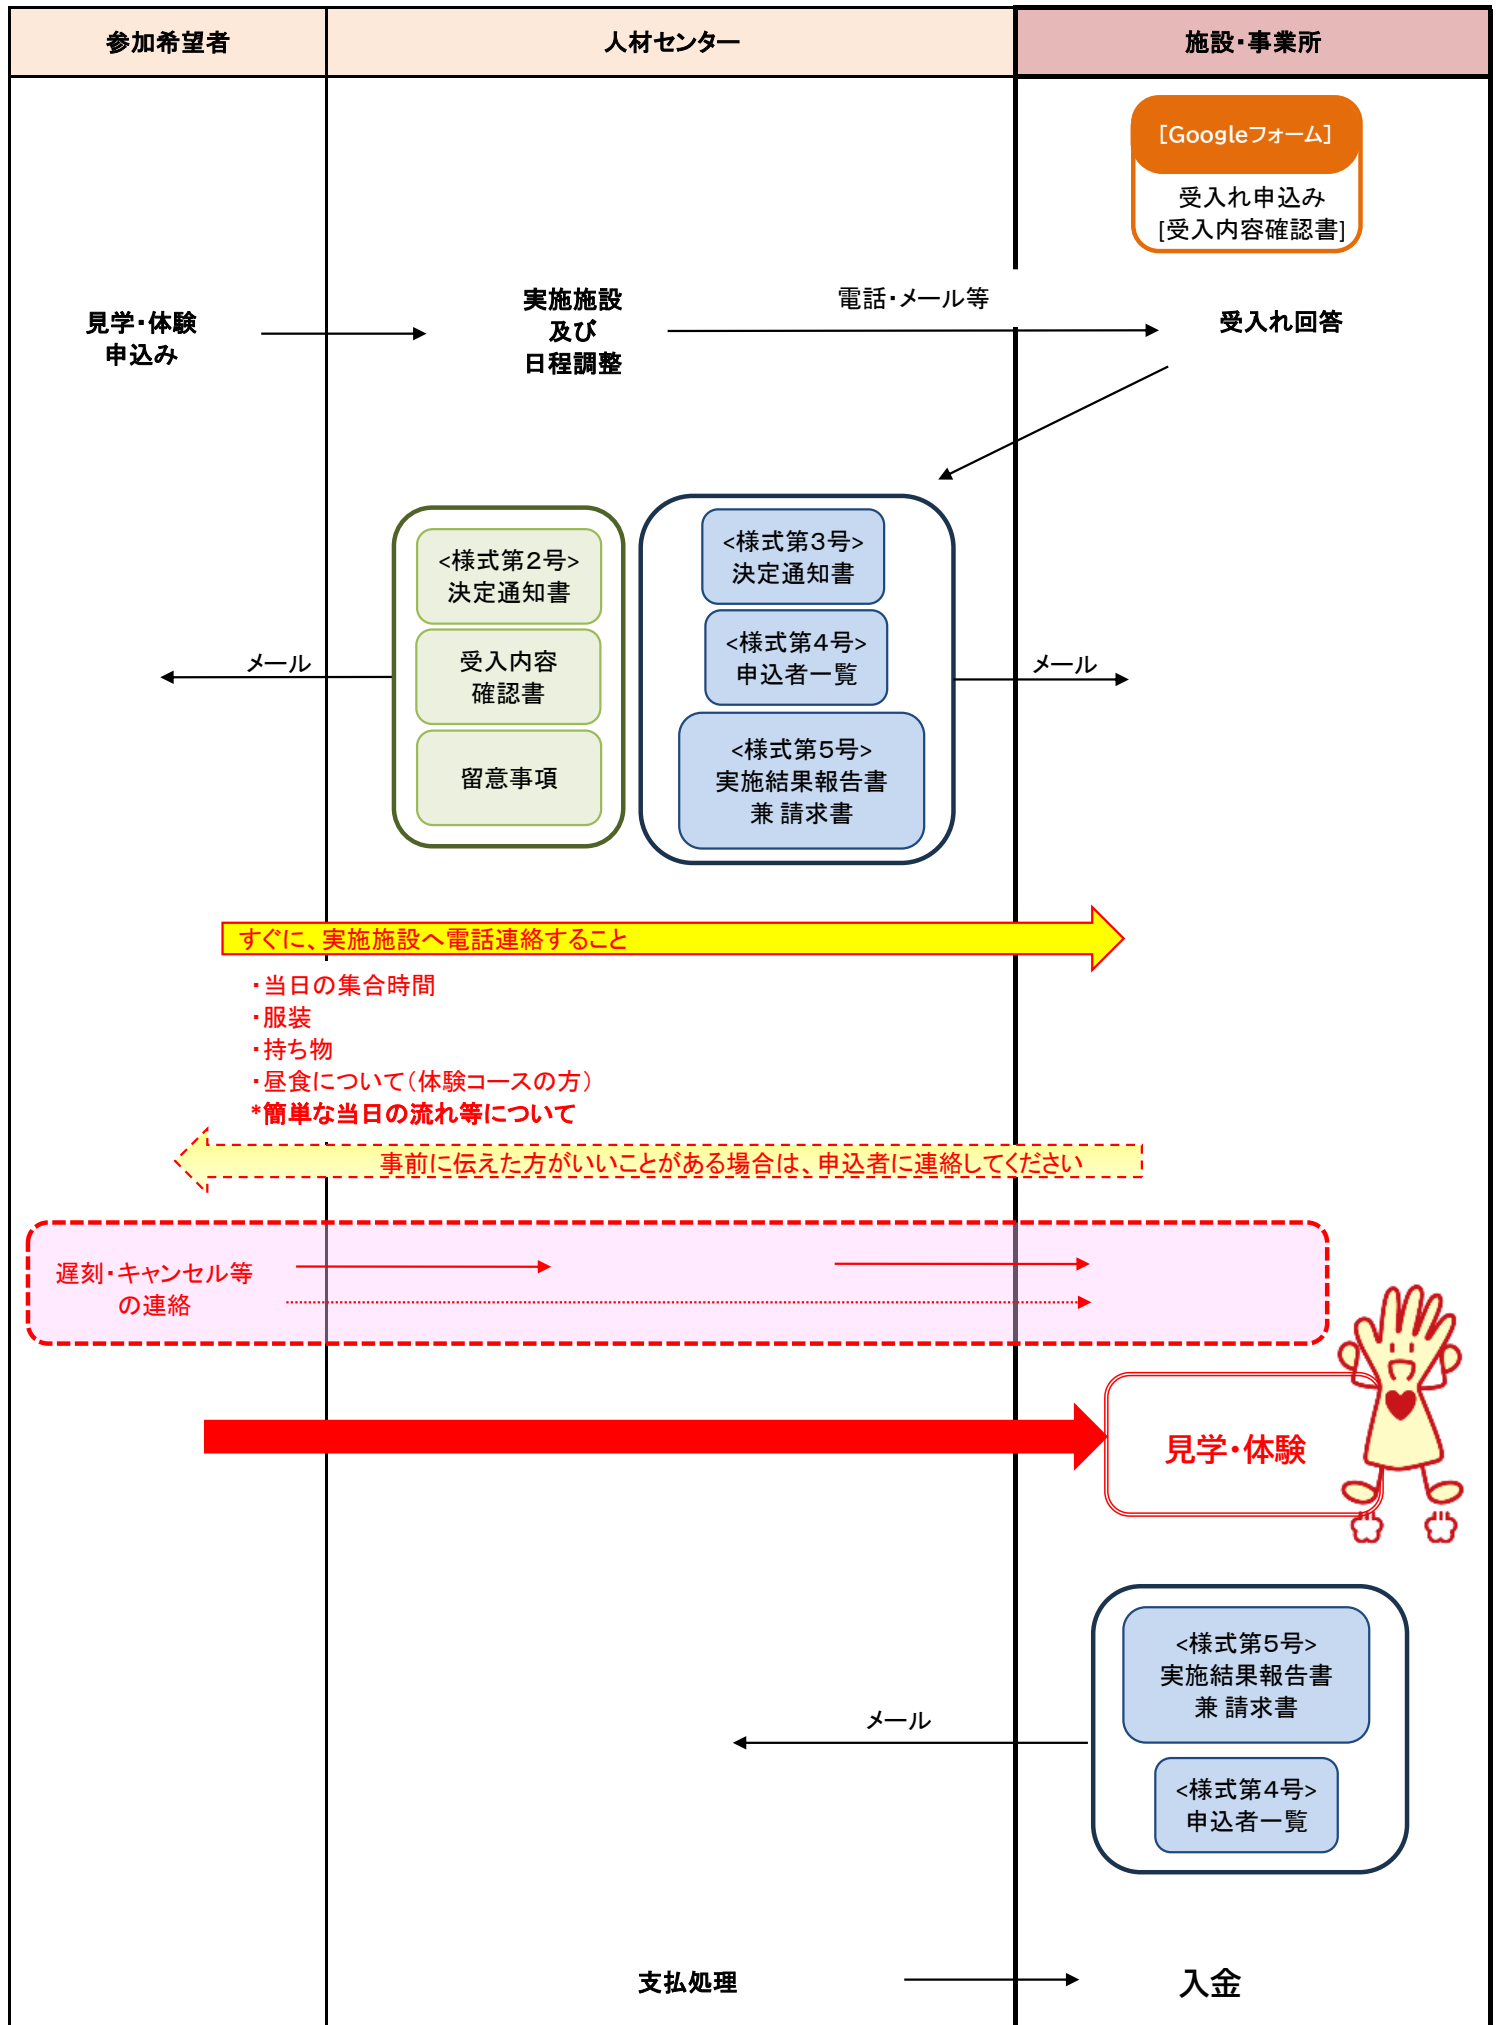 参加希望者
人材センター
施設・事業所
[Googleフォーム]
受入れ申込み
[受入内容確認書]
見学・体験
申込み
実施施設
及び
日程調整
電話・メール等
受入れ回答
<様式第2号>
決定通知書
受入内容
確認書
留意事項
<様式第3号>
決定通知書
<様式第4号>
申込者一覧
<様式第5号>
実施結果報告書
兼 請求書
メール
メール
すぐに、実施施設へ電話連絡すること
・当日の集合時間
・服装
・持ち物
・昼食について（体験コースの方）
*簡単な当日の流れ等について
事前に伝えた方がいいことがある場合は、申込者に連絡してください
遅刻・キャンセル等
の連絡
見学・体験
<様式第5号>
実施結果報告書
兼 請求書
メール
<様式第4号>
申込者一覧
支払処理
入金